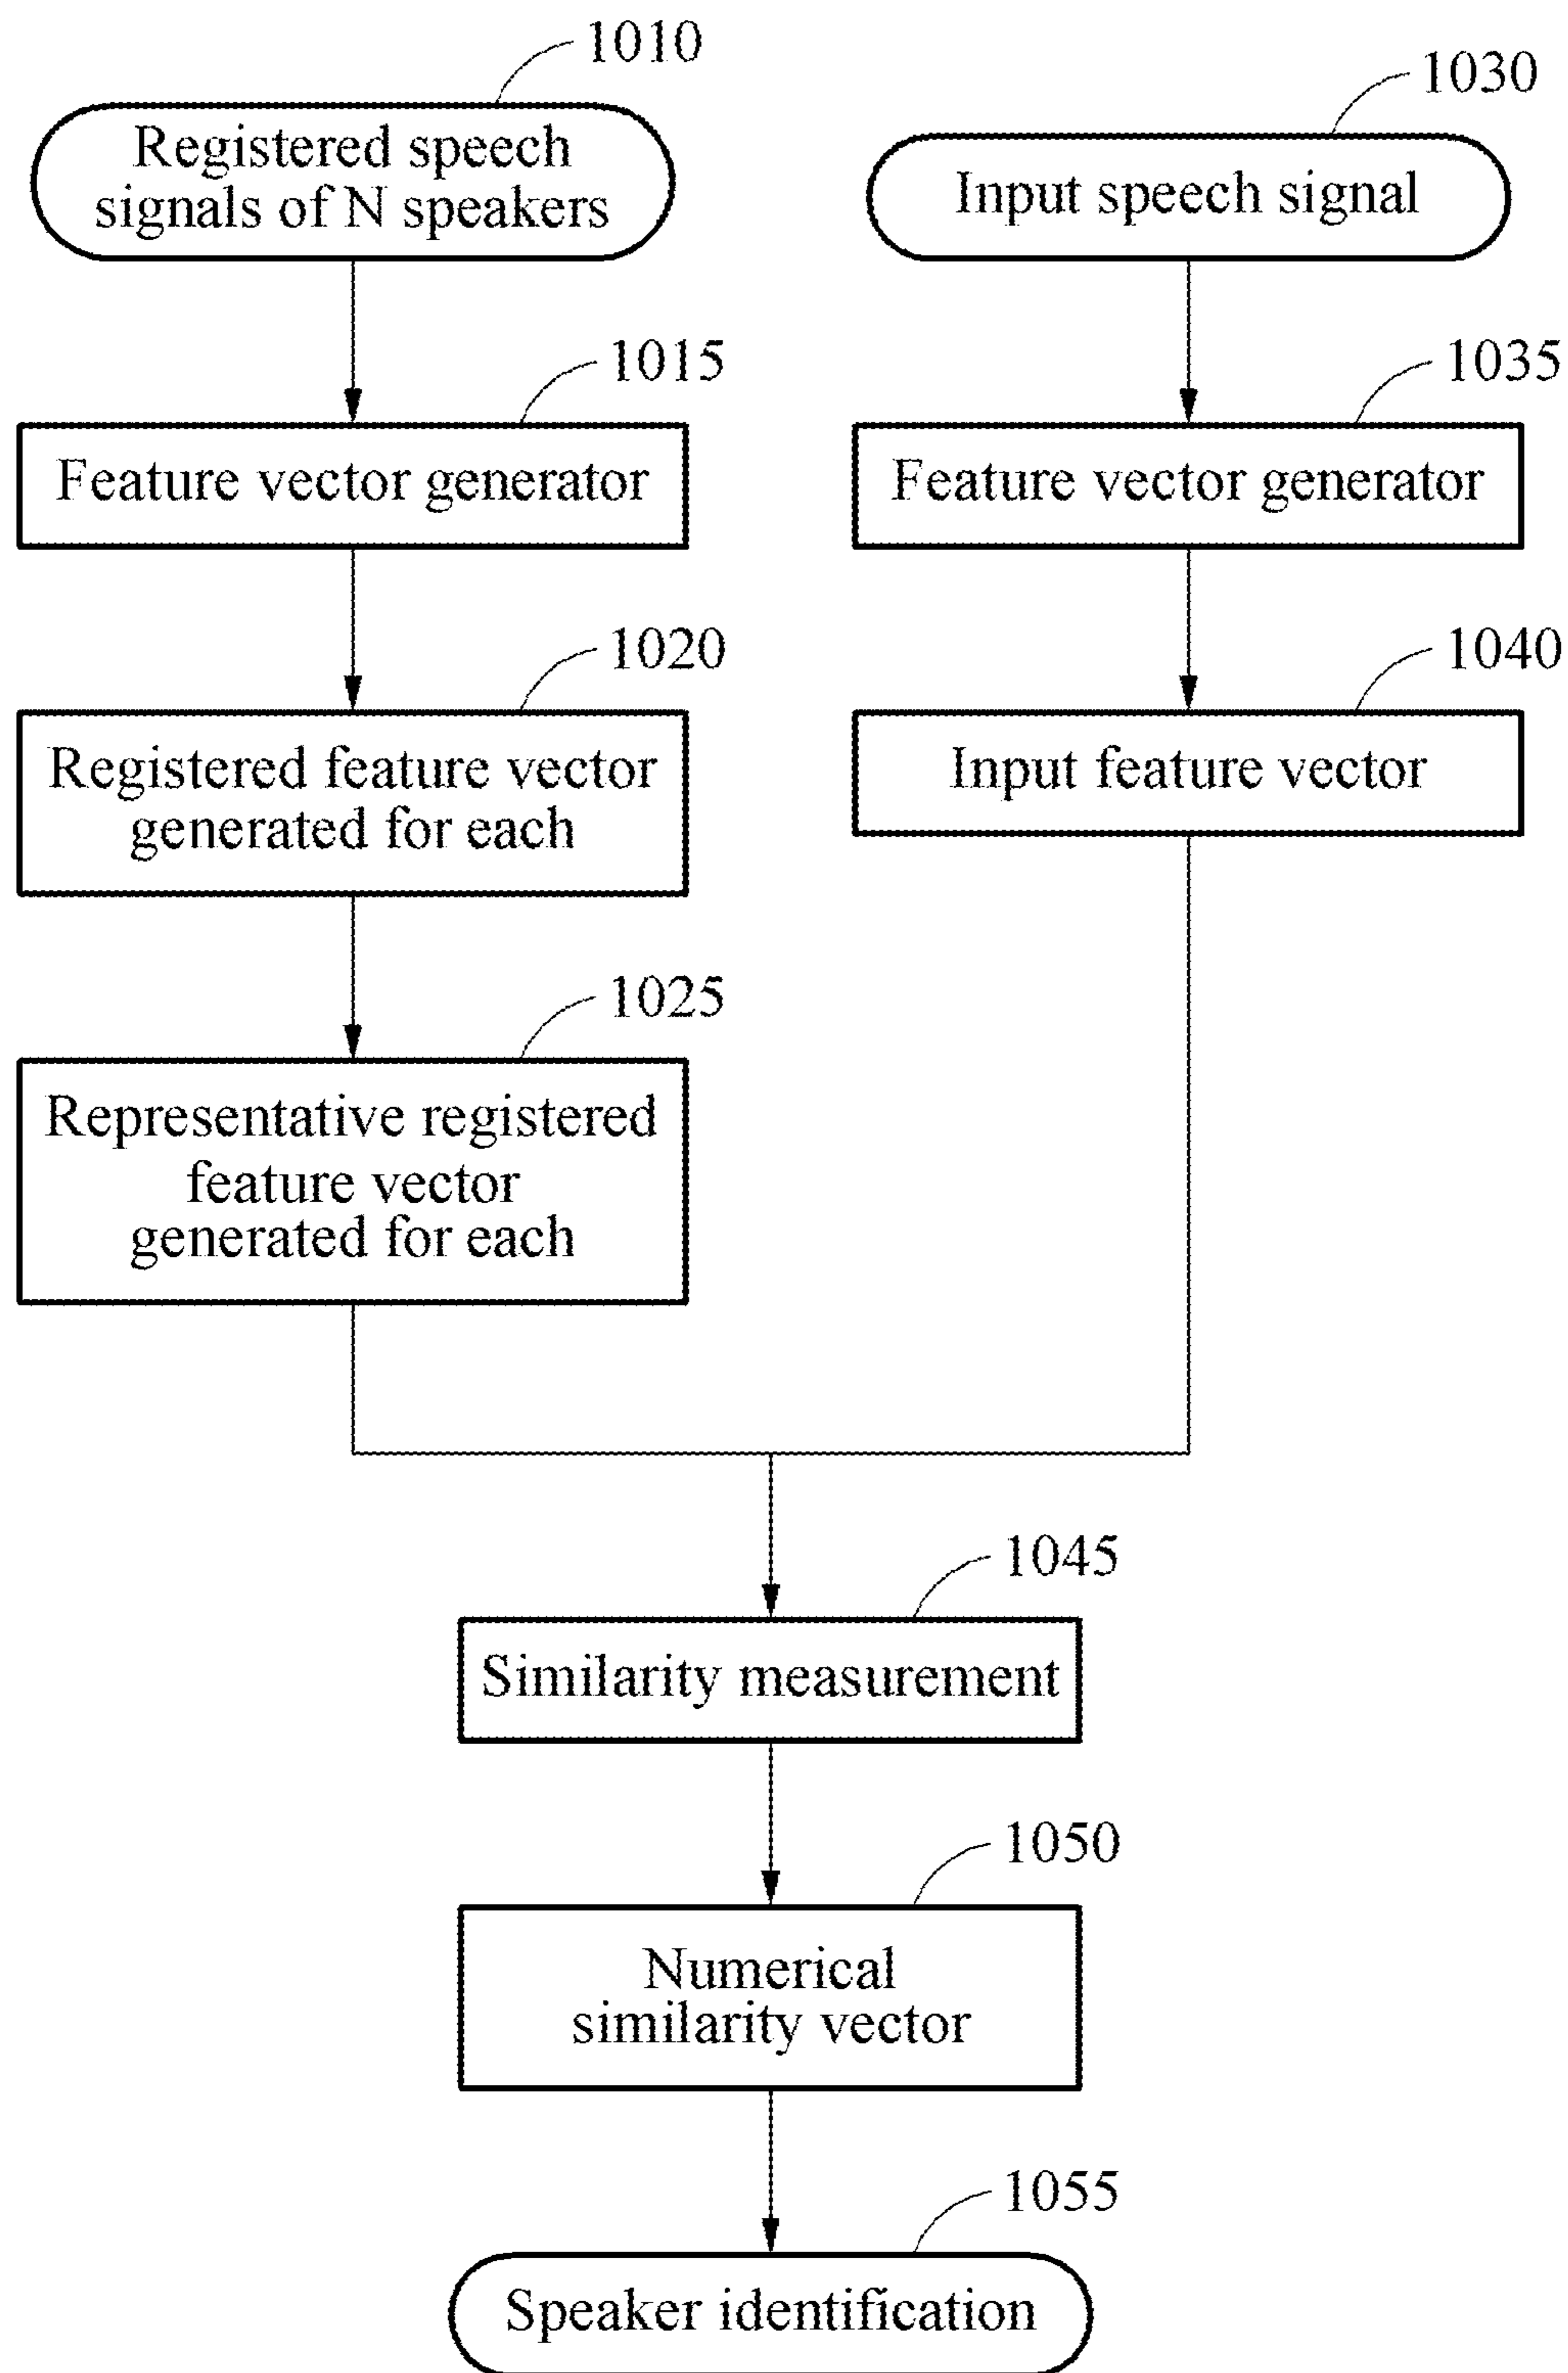 1010
Registered speech
signals of N speakers
1015
Feature vector generator
1020
Registered feature vector
generated for each
1025
Representative registered
feature vector
generated for each
1030
Input speech signal
1035
Feature vector generator
1040
Input feature vector
1045
Similarity measurement
1050
Numerical
similarity vector
1055
Speaker identification